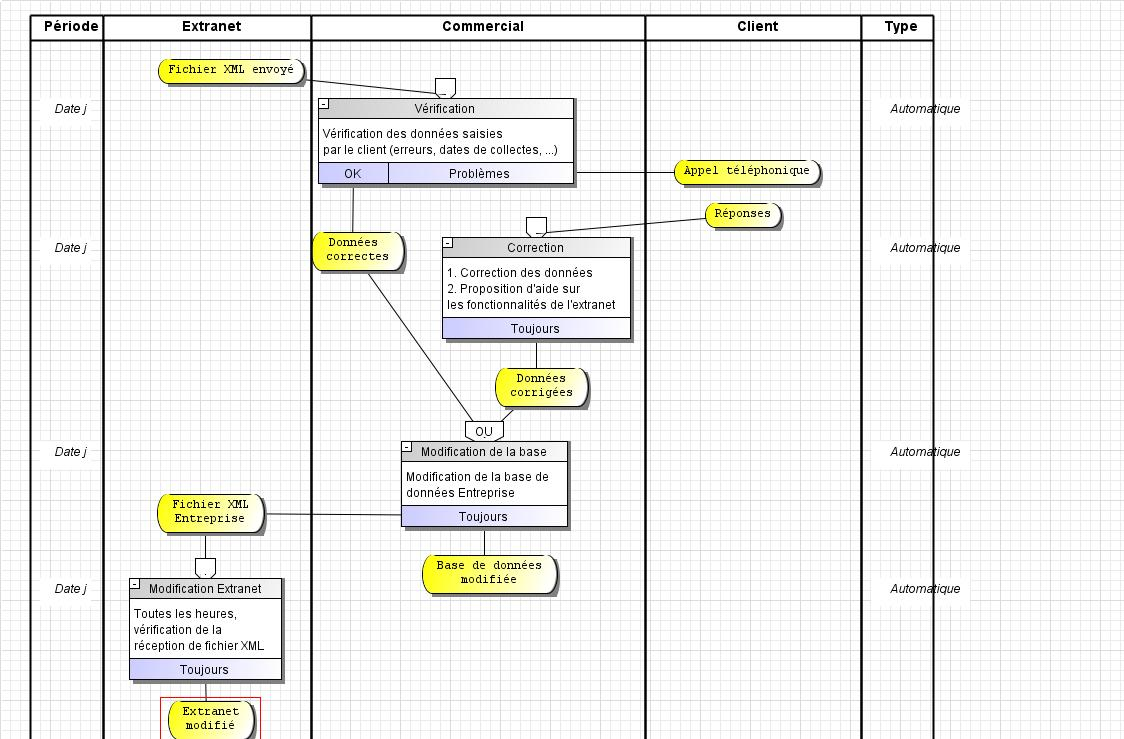 Période Extranet Commercial Client Type
Fichier XML envoyé
Date j
Vérification
Automatique
Vérification des données saisies
par le client (erreurs, dates de collectes, ...)
OK Problèmes
Appel téléphonique
Réponses
Date j
Données
correctes
Correction
Automatique
1. Correction des données
2. Proposition d'aide sur
les fonctionnalités de l'extranet
Toujours
Données
corrigées
OU
Date j
Modification de la base
Automatique
Modification de la base de
données Entreprise
Toujours
Fichier XML
Entreprise
Base de données
modifiée
Date j
Modification Extranet
Automatique
Toutes les heures,
vérification de la
réception de fichier XML
Toujours
Extranet
modifié